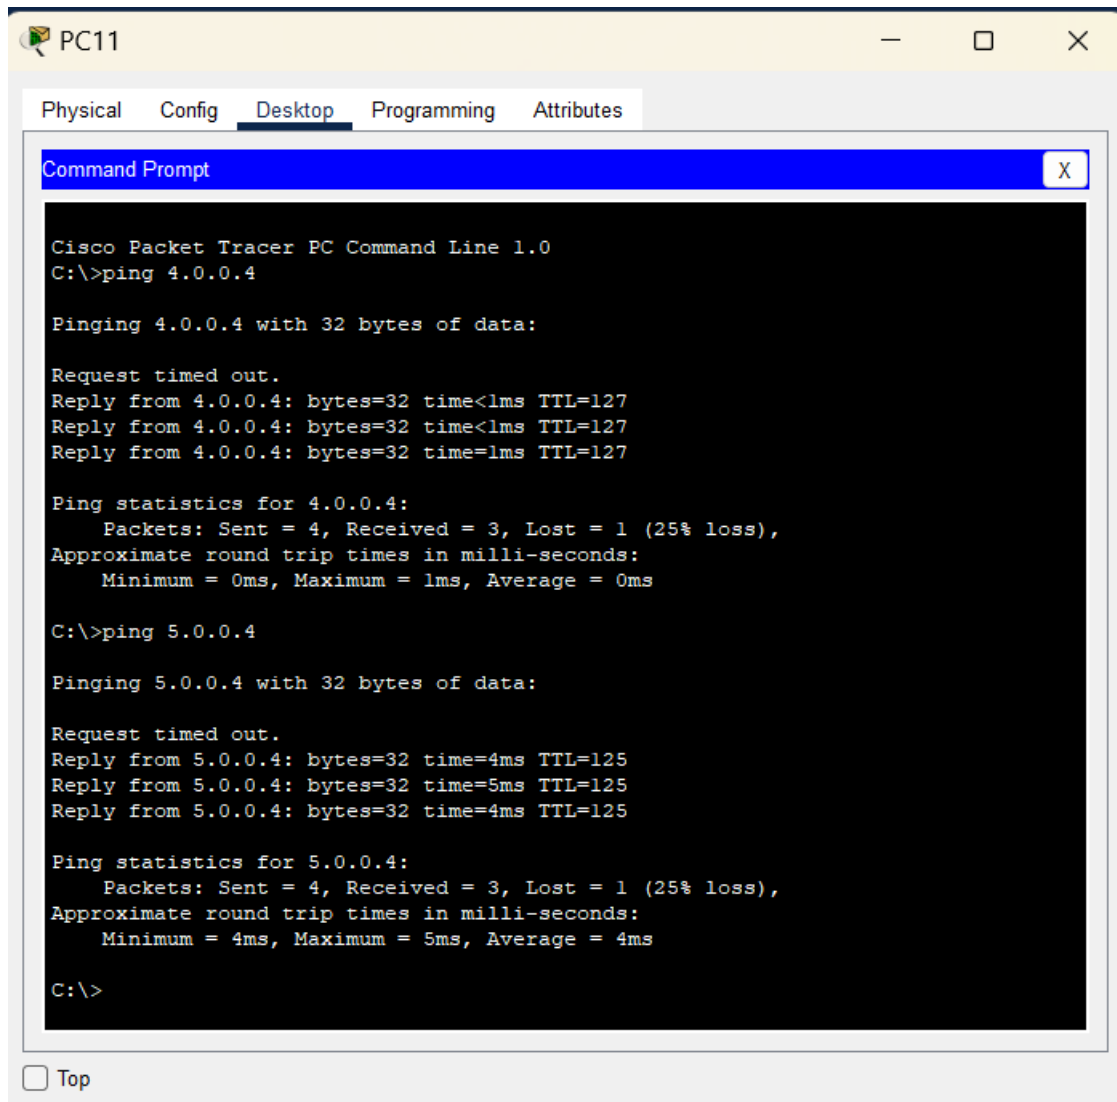 PC11
Physical Config Desktop Programming Attributes
Command Prompt
X
Cisco Packet Tracer PC Command Line 1.0
C:\>ping 4.0.0.4
Pinging 4.0.0.4 with 32 bytes of data:
Request timed out.
Reply from 4.0.0.4: bytes=32 time<1ms TTL=127
Reply from 4.0.0.4: bytes=32 time<1ms TTL=127
Reply from 4.0.0.4: bytes=32 time=1ms TTL=127
Ping statistics for 4.0.0.4:
    Packets: Sent = 4, Received = 3, Lost = 1 (25% loss),
Approximate round trip times in milli-seconds:
    Minimum = 0ms, Maximum = 1ms, Average = 0ms
C:\>ping 5.0.0.4
Pinging 5.0.0.4 with 32 bytes of data:
Request timed out.
Reply from 5.0.0.4: bytes=32 time=4ms TTL=125
Reply from 5.0.0.4: bytes=32 time=5ms TTL=125
Reply from 5.0.0.4: bytes=32 time=4ms TTL=125
Ping statistics for 5.0.0.4:
    Packets: Sent = 4, Received = 3, Lost = 1 (25% loss),
Approximate round trip times in milli-seconds:
    Minimum = 4ms, Maximum = 5ms, Average = 4ms
C:\>
Top